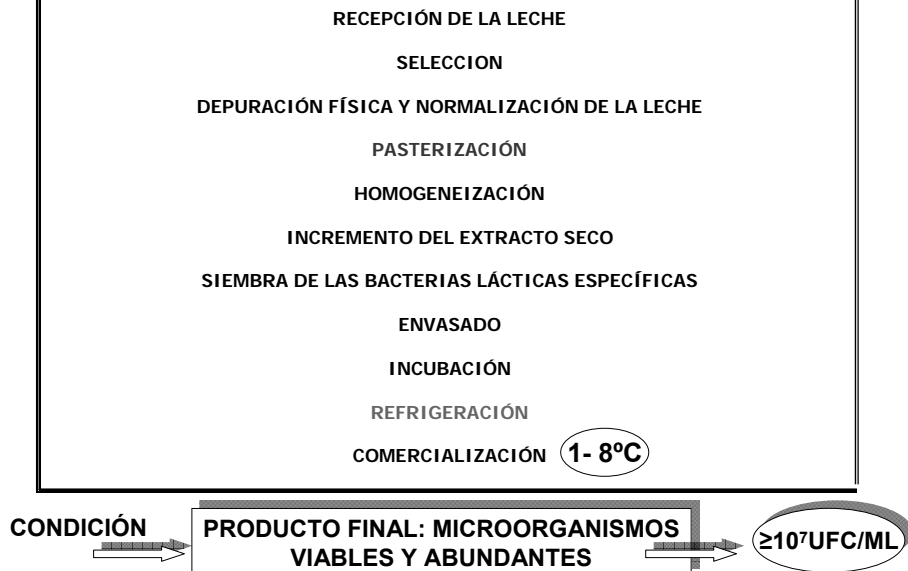 RECEPCIÓN DE LA LECHE
SELECCION
DEPURACIÓN FÍSICA Y NORMALIZACIÓN DE LA LECHE
PASTERIZACIÓN
HOMOGENEIZACIÓN
INCREMENTO DEL EXTRACTO SECO
SIEMBRA DE LAS BACTERIAS LÁCTICAS ESPECÍFICAS
ENVASADO
INCUBACIÓN
REFRIGERACIÓN
COMERCIALIZACIÓN 1- 8ºC
CONDICIÓN PRODUCTO FINAL: MICROORGANISMOS
VIABLES Y ABUNDANTES ≥10⁷UFC/ML